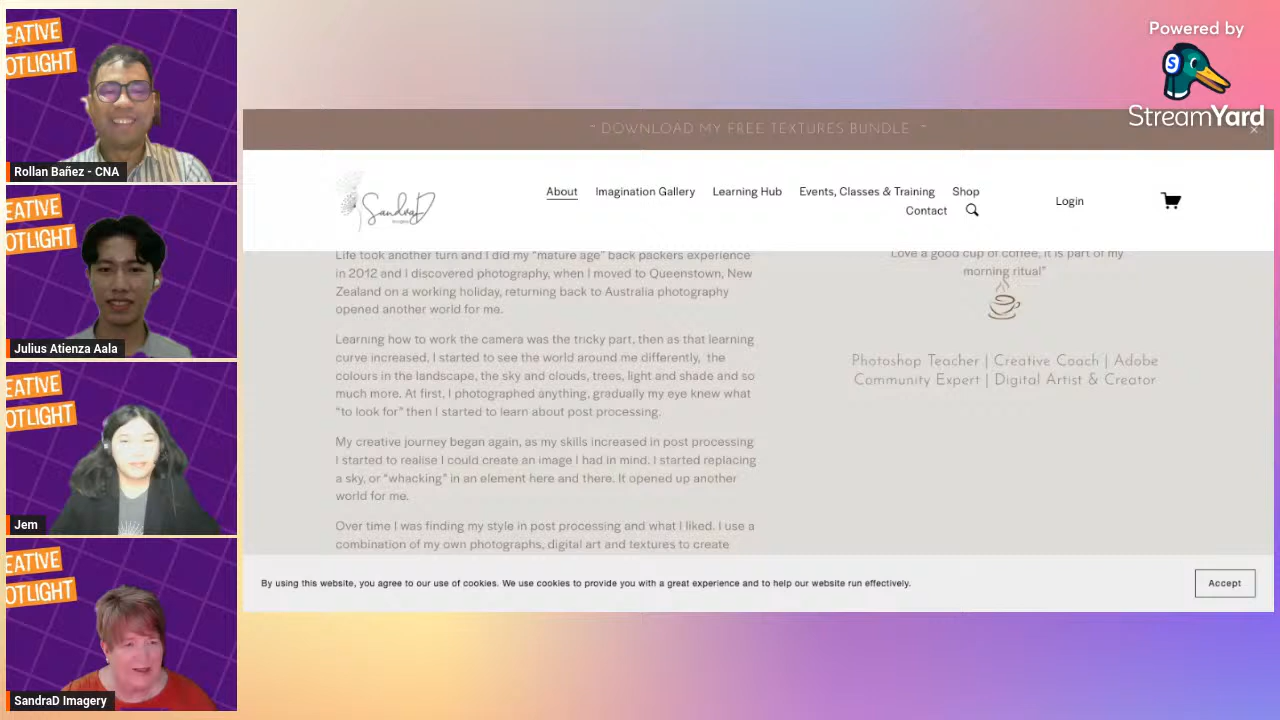 EATIVE
OTLIGHT
Rollan Bañez - CNA
EATIVE
OTLIGHT
Julius Atienza Aala
EATIVE
OTLIGHT
Jem
EATIVE
OTLIGHT
SandraD Imagery
Powered by
StreamYard
~ DOWNLOAD MY FREE TEXTURES BUNDLE ~
SandraD
About Imagination Gallery Learning Hub Events, Classes & Training Shop
Contact
Login
Life took another turn and I did my “mature age” back packers experience
in 2012 and I discovered photography, when I moved to Queenstown, New
Zealand on a working holiday, returning back to Australia photography
opened another world for me.
Learning how to work the camera was the tricky part, then as that learning
curve increased, I started to see the world around me differently, the
colours in the landscape, the sky and clouds, trees, light and shade and so
much more. At first, I photographed anything, gradually my eye knew what
“to look for” then I started to learn about post processing.
My creative journey began again, as my skills increased in post processing
I started to realise I could create an image I had in mind. I started replacing
a sky, or “whacking” in an element here and there. It opened up another
world for me.
Over time I was finding my style in post processing and what I liked. I use a
combination of my own photographs, digital art and textures to create
Love a good cup of coffee, it is part of my
morning ritual”
Photoshop Teacher | Creative Coach | Adobe
Community Expert | Digital Artist & Creator
By using this website, you agree to our use of cookies. We use cookies to provide you with a great experience and to help our website run effectively.
Accept